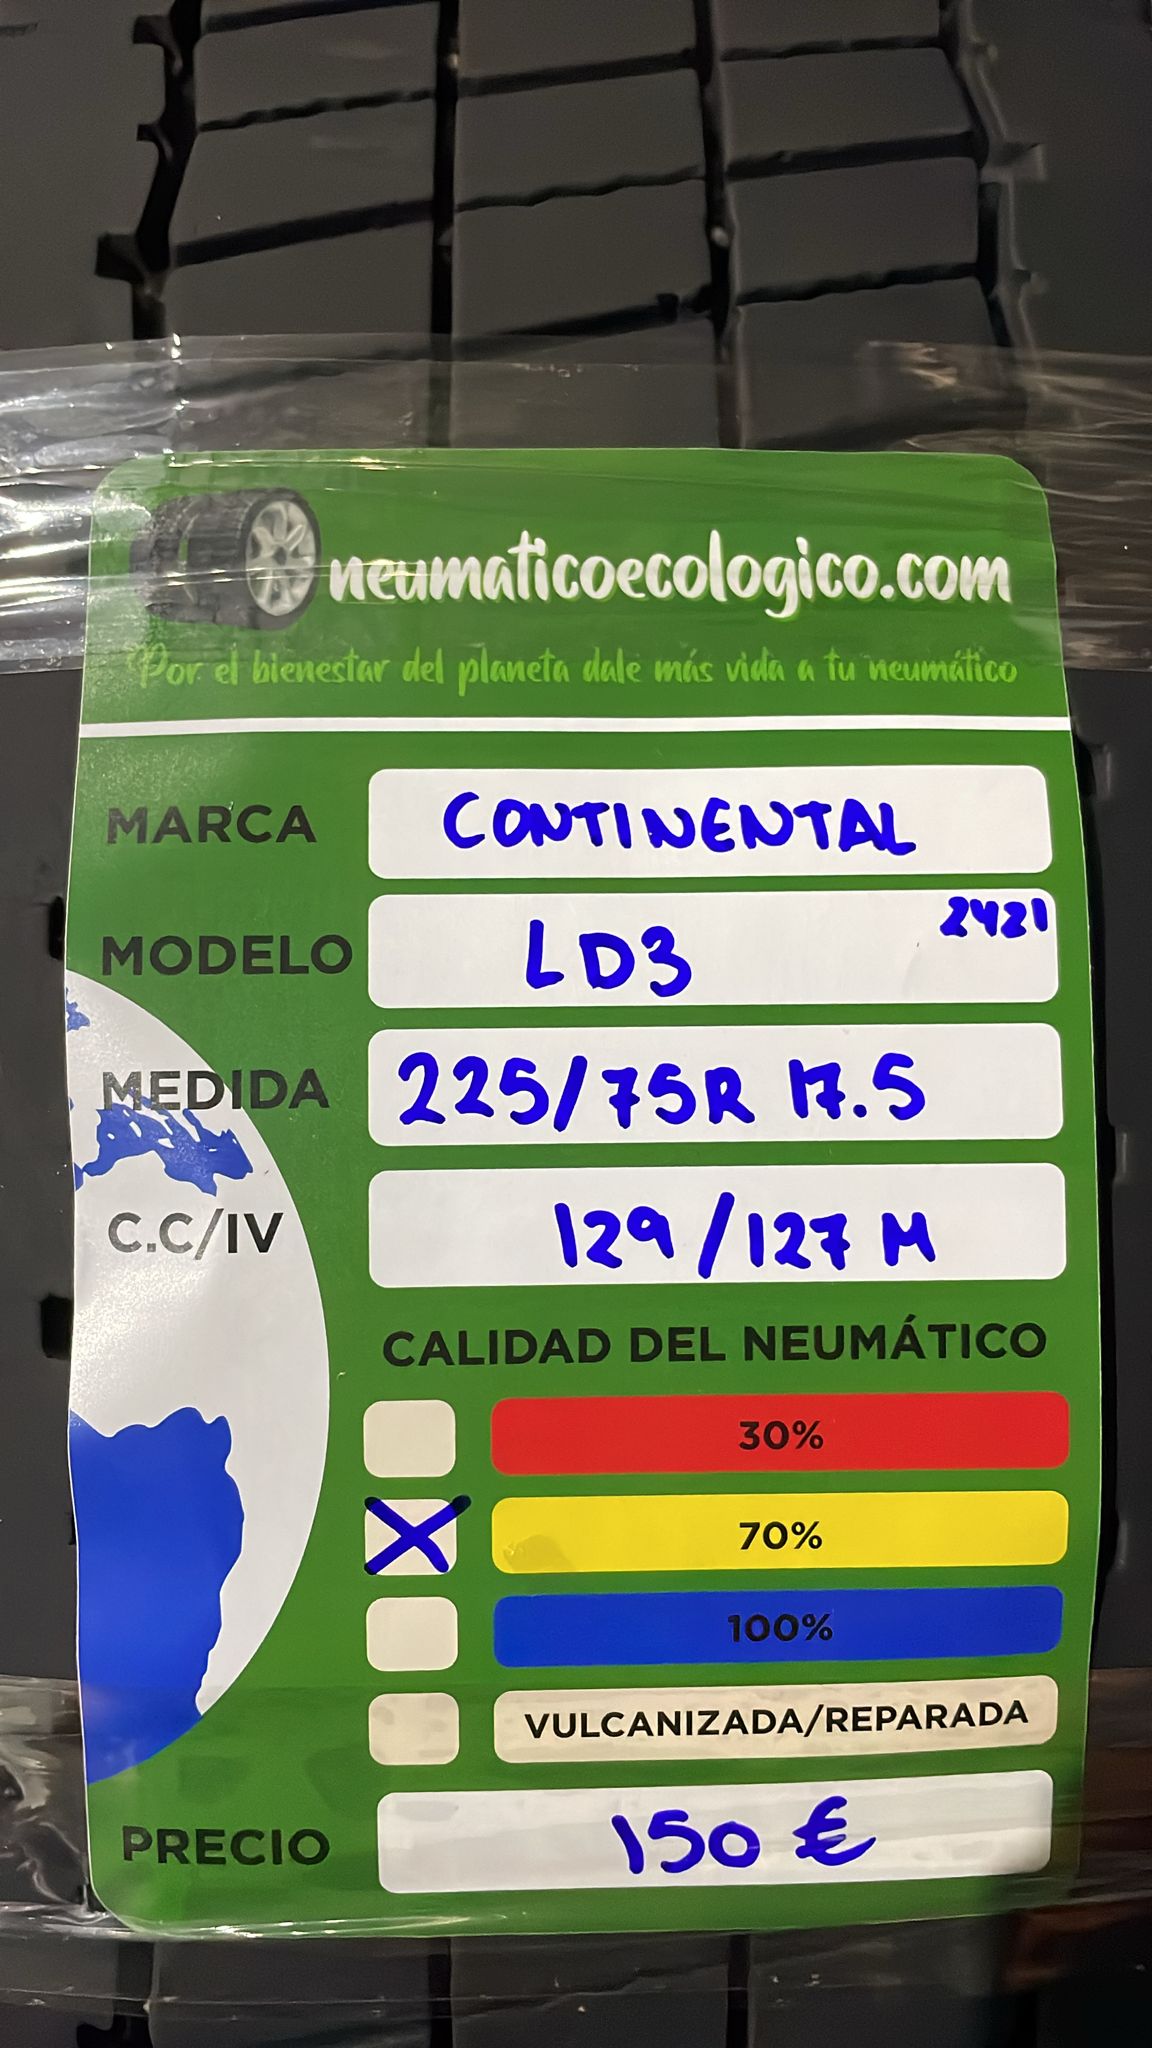 neumaticoecologico.com
Por el bienestar del planeta dale más vida a tu neumático
MARCA CONTINENTAL
MODELO LD3 2421
MEDIDA 225/75R 17.5
C.C/IV 129/127 M
CALIDAD DEL NEUMÁTICO
30%
70%
100%
VULCANIZADA/REPARADA
PRECIO 150 €